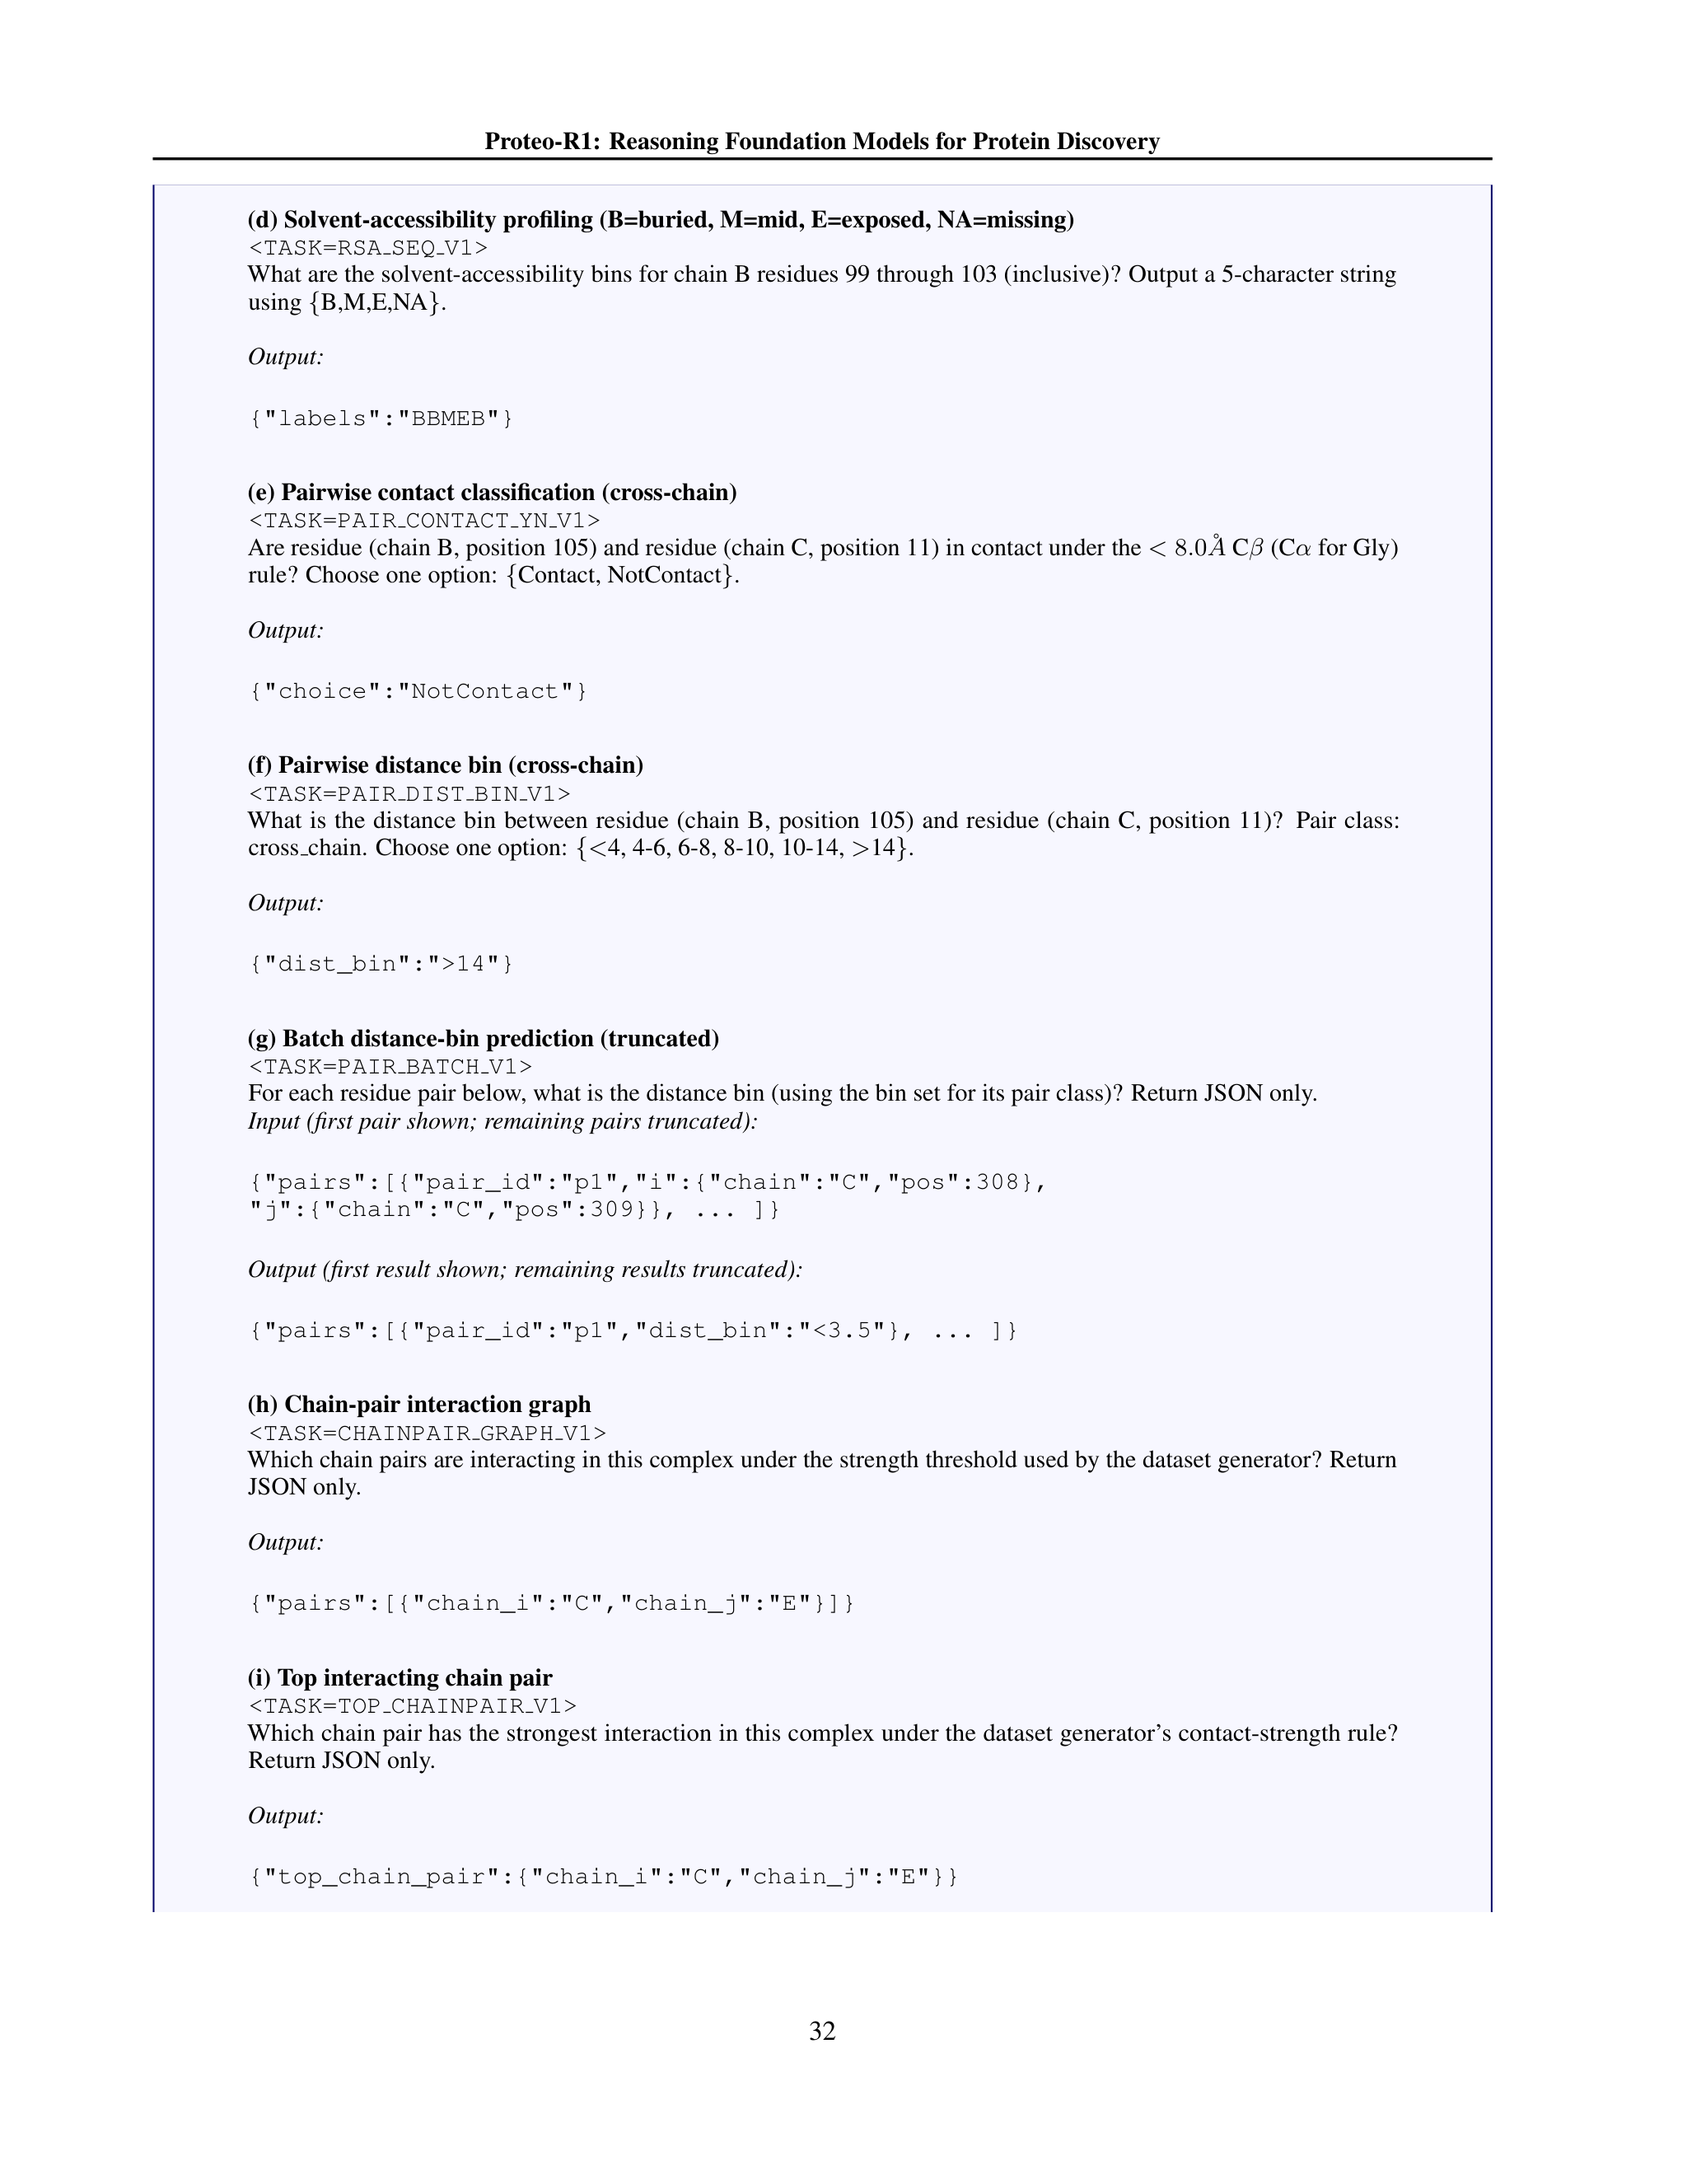 Proteo-R1: Reasoning Foundation Models for Protein Discovery
(d) Solvent-accessibility profiling (B=buried, M=mid, E=exposed, NA=missing)
<TASK=RSA_SEQ_V1>
What are the solvent-accessibility bins for chain B residues 99 through 103 (inclusive)? Output a 5-character string
using {B,M,E,NA}.
Output:
{"labels":"BBMEB"}
(e) Pairwise contact classification (cross-chain)
<TASK=PAIR_CONTACT_YN_V1>
Are residue (chain B, position 105) and residue (chain C, position 11) in contact under the < 8.0Å Cβ (Cα for Gly)
rule? Choose one option: {Contact, NotContact}.
Output:
{"choice":"NotContact"}
(f) Pairwise distance bin (cross-chain)
<TASK=PAIR_DIST_BIN_V1>
What is the distance bin between residue (chain B, position 105) and residue (chain C, position 11)? Pair class:
cross_chain. Choose one option: {<4, 4-6, 6-8, 8-10, 10-14, >14}.
Output:
{"dist_bin":">14"}
(g) Batch distance-bin prediction (truncated)
<TASK=PAIR_BATCH_V1>
For each residue pair below, what is the distance bin (using the bin set for its pair class)? Return JSON only.
Input (first pair shown; remaining pairs truncated):
{"pairs":[{"pair_id":"p1","i":{"chain":"C","pos":308},
"j":{"chain":"C","pos":309}}, ... ]}
Output (first result shown; remaining results truncated):
{"pairs":[{"pair_id":"p1","dist_bin":"<3.5"}, ... ]}
(h) Chain-pair interaction graph
<TASK=CHAINPAIR_GRAPH_V1>
Which chain pairs are interacting in this complex under the strength threshold used by the dataset generator? Return
JSON only.
Output:
{"pairs":[{"chain_i":"C","chain_j":"E"}]}
(i) Top interacting chain pair
<TASK=TOP_CHAINPAIR_V1>
Which chain pair has the strongest interaction in this complex under the dataset generator's contact-strength rule?
Return JSON only.
Output:
{"top_chain_pair":{"chain_i":"C","chain_j":"E"}}
32